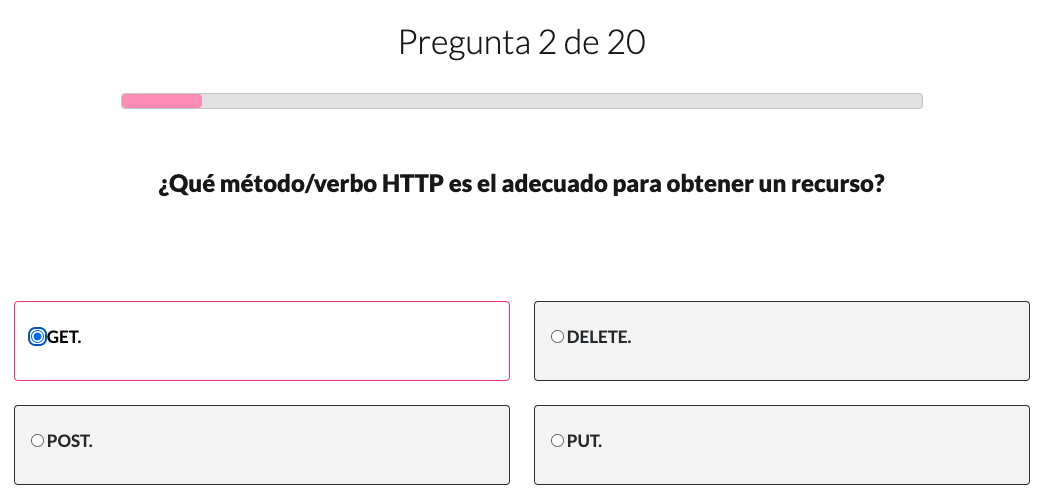 Pregunta 2 de 20
¿Qué método/verbo HTTP es el adecuado para obtener un recurso?
GET.
DELETE.
POST.
PUT.